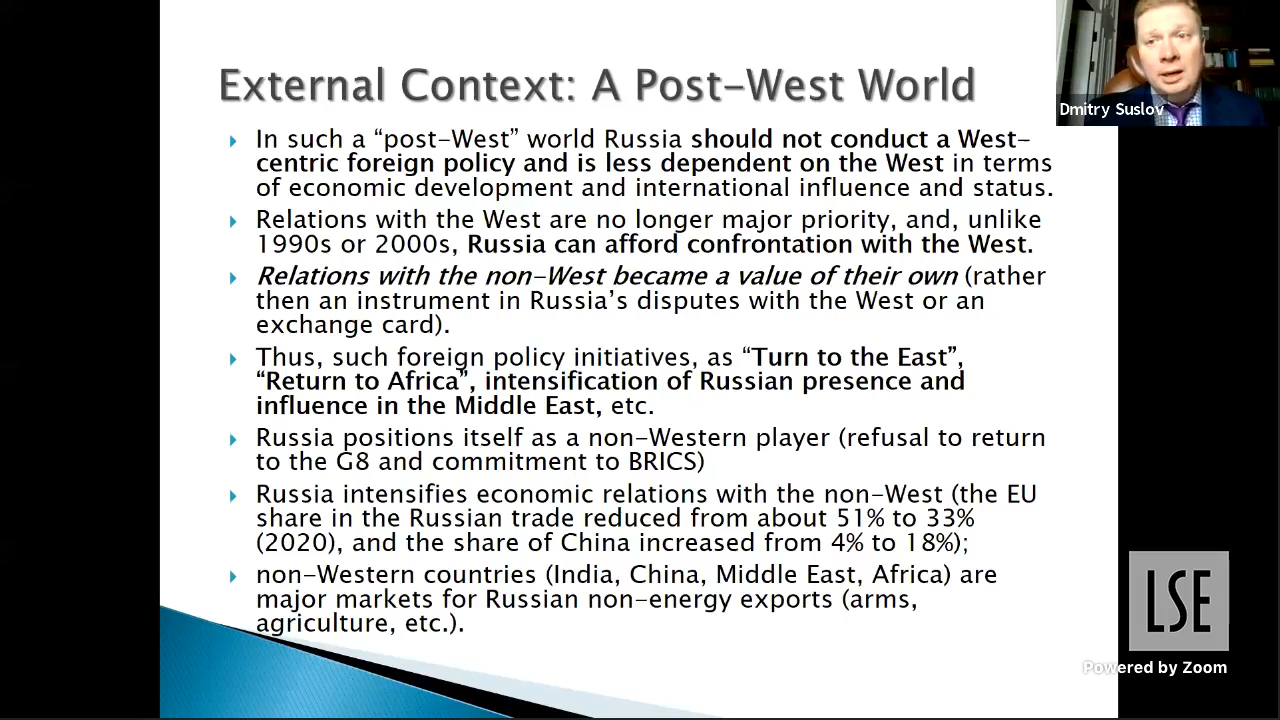 External Context: A Post-West World
Dmitry Suslov
In such a “post-West” world Russia should not conduct a West-
centric foreign policy and is less dependent on the West in terms
of economic development and international influence and status.
Relations with the West are no longer major priority, and, unlike
1990s or 2000s, Russia can afford confrontation with the West.
Relations with the non-West became a value of their own (rather
then an instrument in Russia’s disputes with the West or an
exchange card).
Thus, such foreign policy initiatives, as “Turn to the East”,
“Return to Africa”, intensification of Russian presence and
influence in the Middle East, etc.
Russia positions itself as a non-Western player (refusal to return
to the G8 and commitment to BRICS)
Russia intensifies economic relations with the non-West (the EU
share in the Russian trade reduced from about 51% to 33%
(2020), and the share of China increased from 4% to 18%);
non-Western countries (India, China, Middle East, Africa) are
major markets for Russian non-energy exports (arms,
agriculture, etc.).
LSE
Powered by Zoom